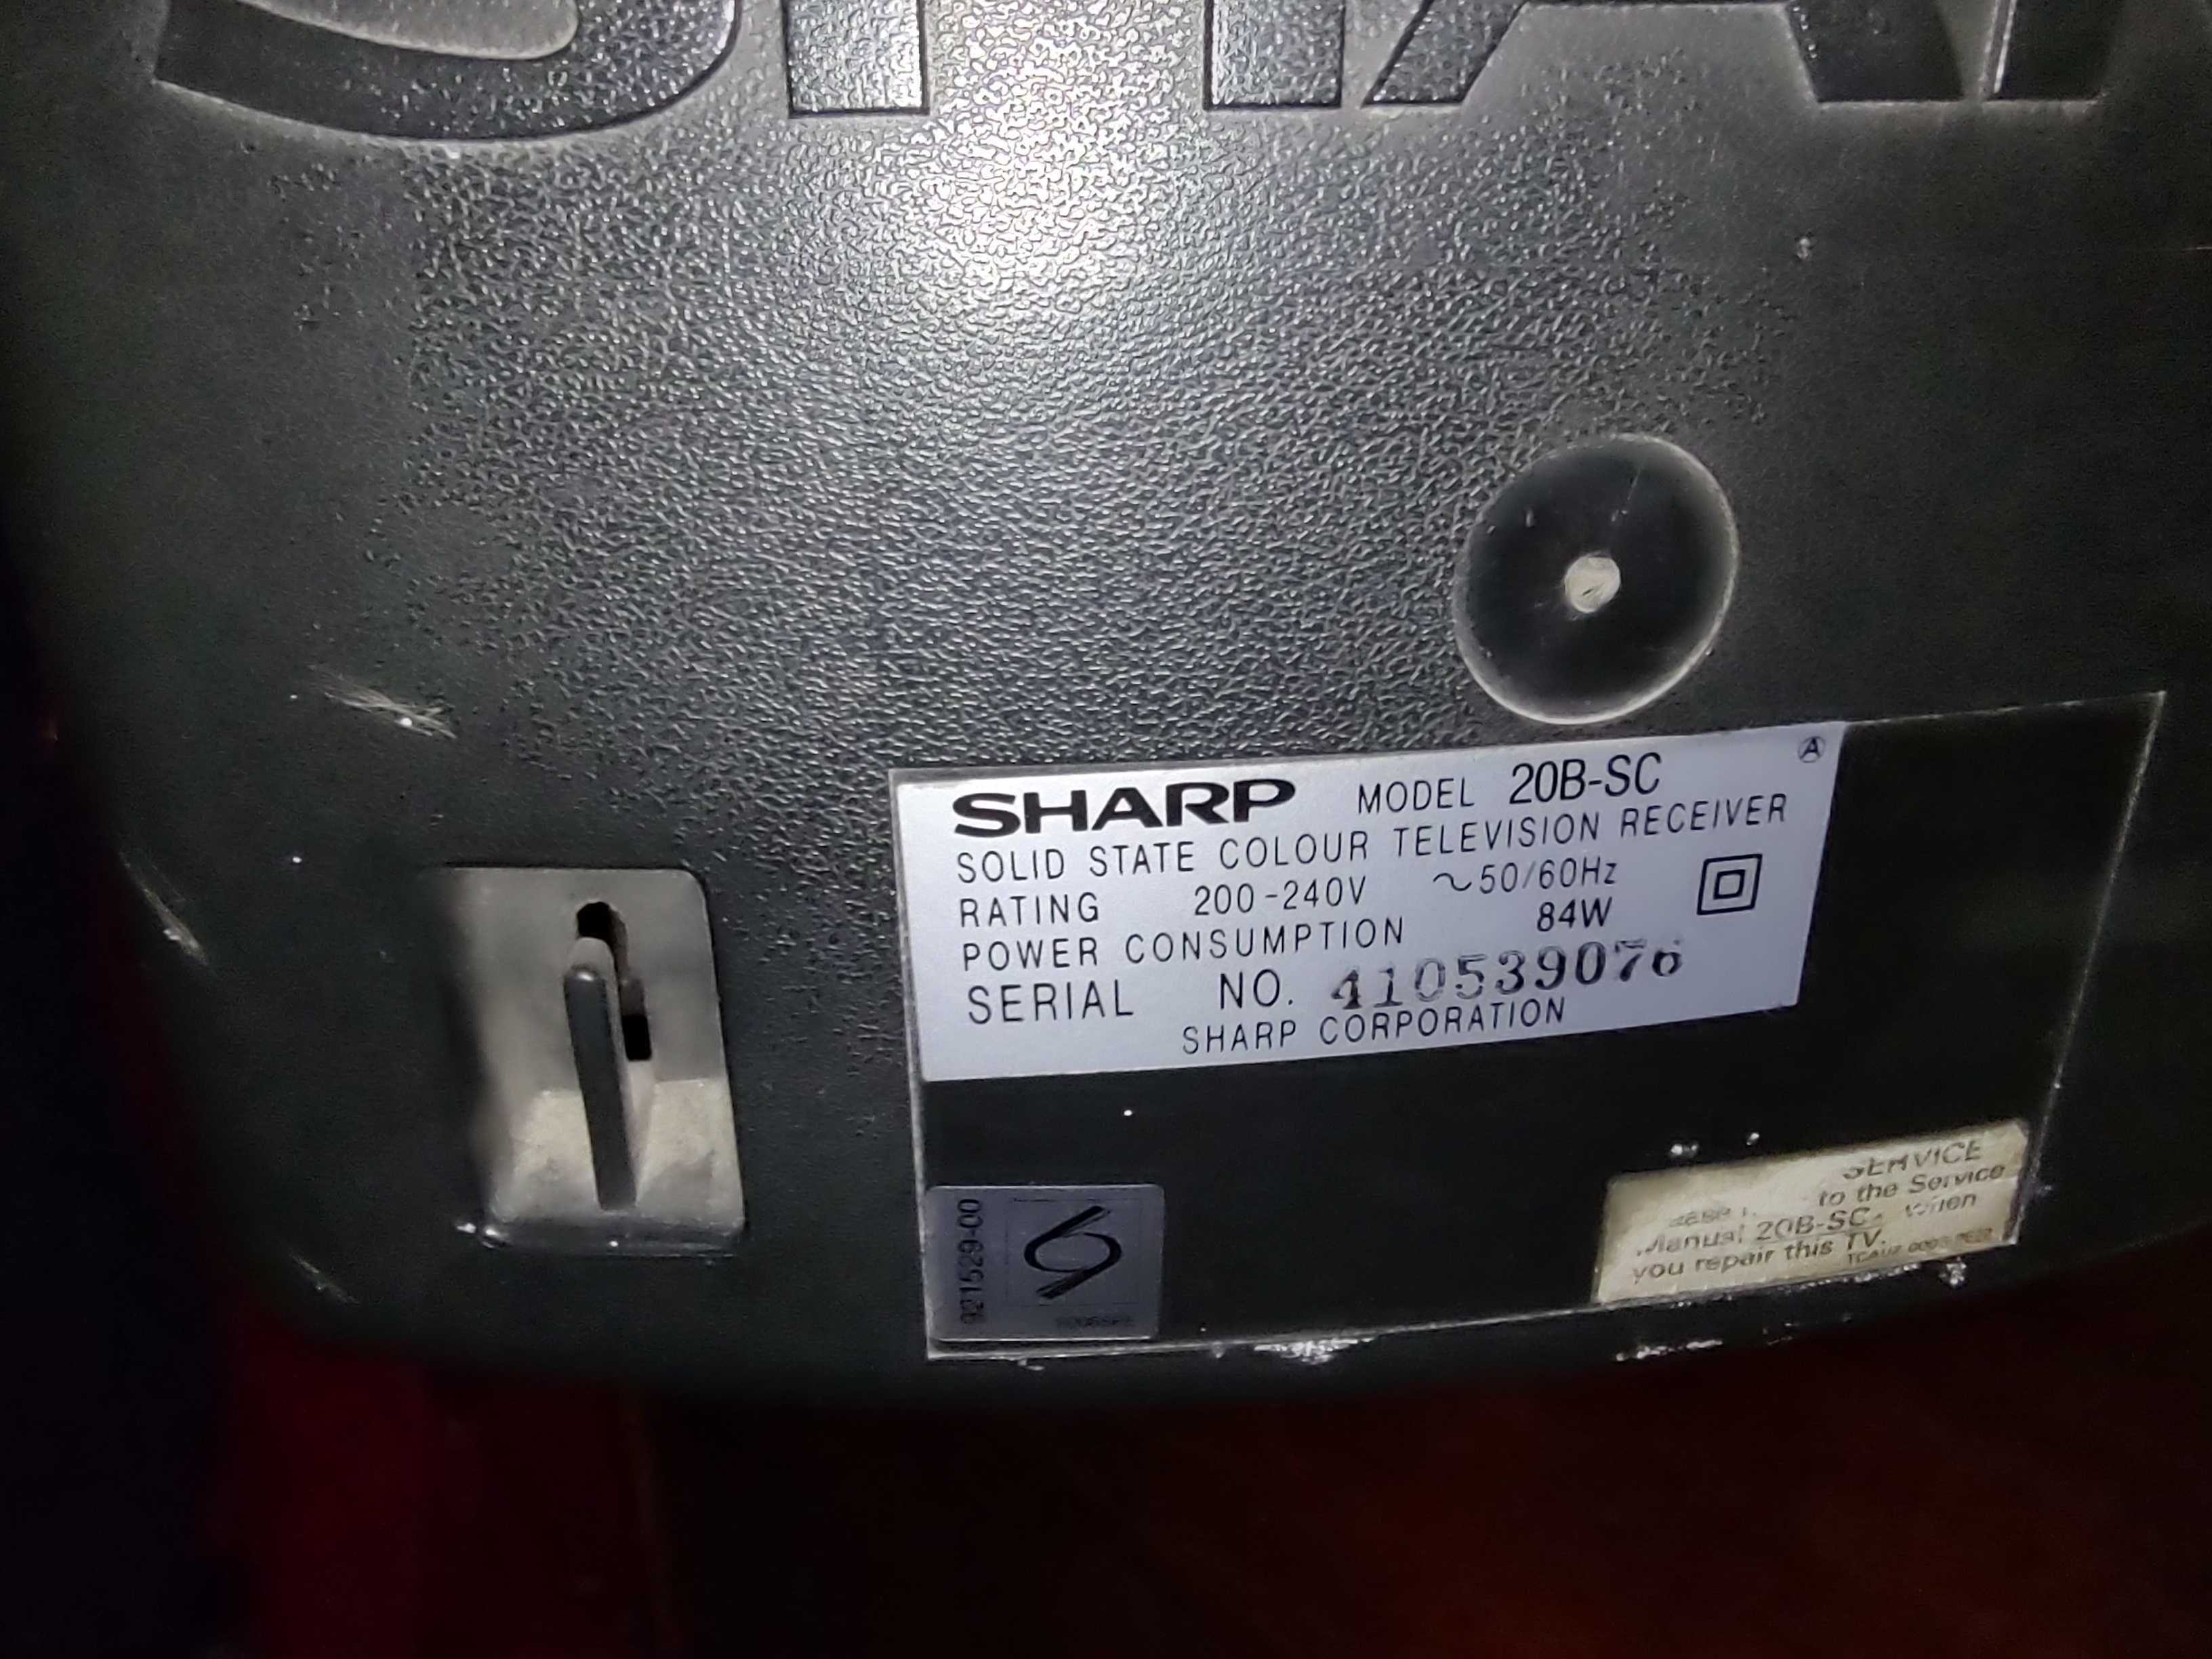 SHARP MODEL 20B-SC Ⓐ
SOLID STATE COLOUR TELEVISION RECEIVER
RATING 200-240V ~50/60Hz
POWER CONSUMPTION 84W
SERIAL NO. 410539076
SHARP CORPORATION
921529-00
SERVICE
to the Service
Manual 20B-SC. When
you repair this TV.